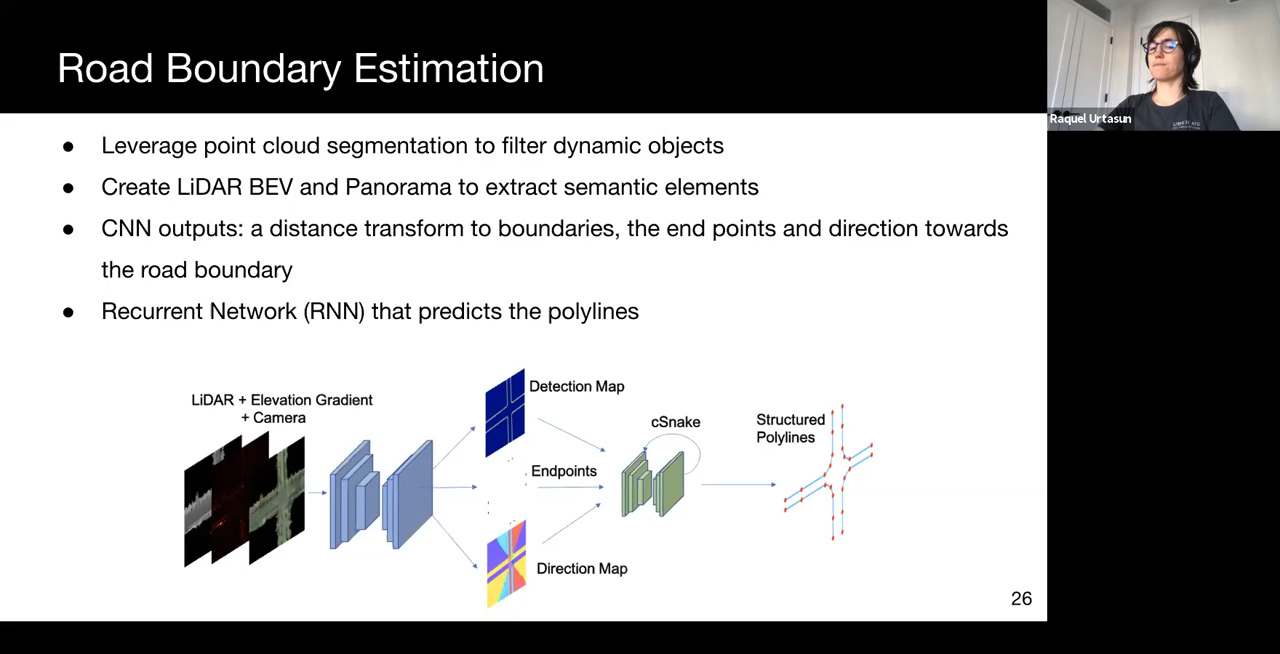 Road Boundary Estimation
Raquel Urtasun
● Leverage point cloud segmentation to filter dynamic objects
● Create LiDAR BEV and Panorama to extract semantic elements
● CNN outputs: a distance transform to boundaries, the end points and direction towards
the road boundary
● Recurrent Network (RNN) that predicts the polylines
LiDAR + Elevation Gradient
+ Camera
Detection Map
Endpoints
Direction Map
cSnake
Structured
Polylines
26